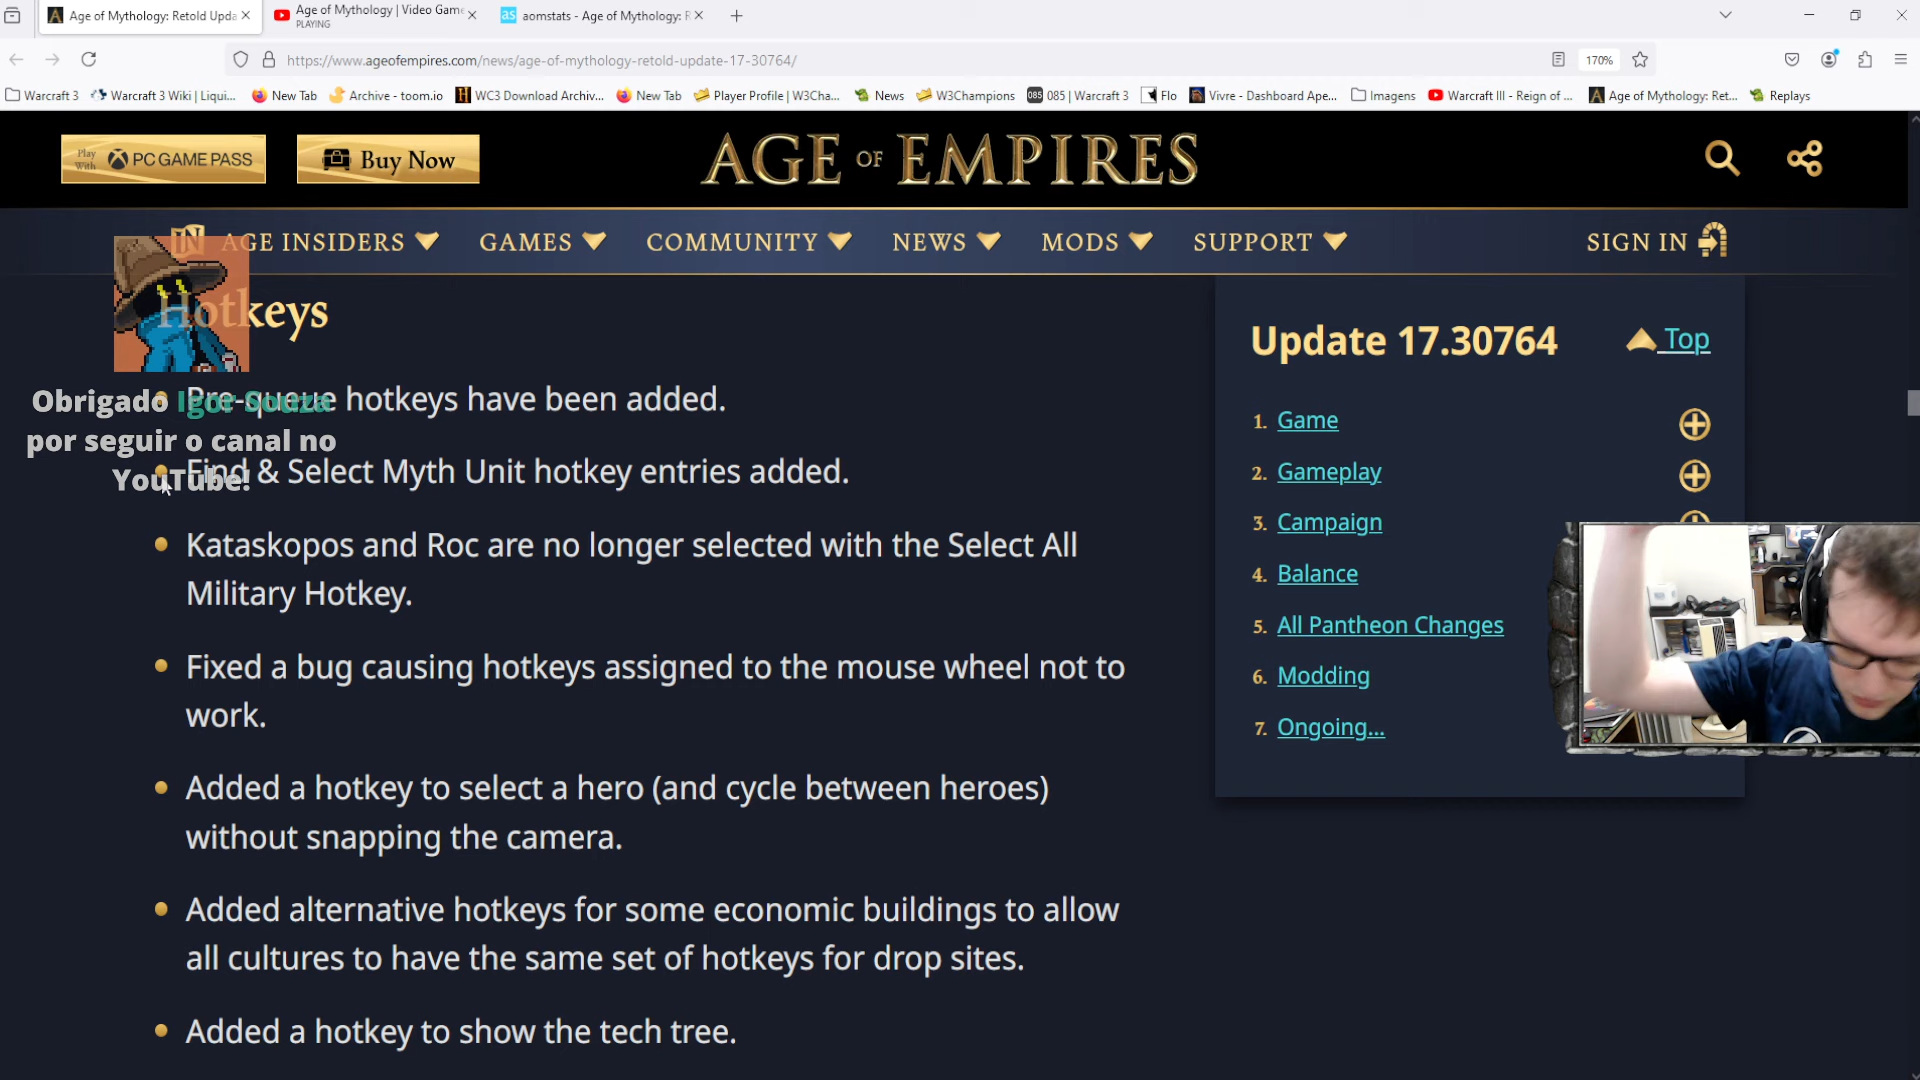 Age of Mythology: Retold Upda
Age of Mythology | Video Game
PLAYING
aomstats - Age of Mythology: R
https://www.ageofempires.com/news/age-of-mythology-retold-update-17-30764/
170%
Warcraft 3
Warcraft 3 Wiki | Liqui...
New Tab
Archive - toom.io
WC3 Download Archiv...
New Tab
Player Profile | W3Cha...
News
W3Champions
085 | Warcraft 3
Flo
Vivre - Dashboard Ape...
Imagens
Warcraft III - Reign of ...
Age of Mythology: Ret...
Replays
Play With PC GAME PASS
Buy Now
AGE OF EMPIRES
AGE INSIDERS
GAMES
COMMUNITY
NEWS
MODS
SUPPORT
SIGN IN
Hotkeys
Pre-queue hotkeys have been added.
Find & Select Myth Unit hotkey entries added.
Kataskopos and Roc are no longer selected with the Select All
Military Hotkey.
Fixed a bug causing hotkeys assigned to the mouse wheel not to
work.
Added a hotkey to select a hero (and cycle between heroes)
without snapping the camera.
Added alternative hotkeys for some economic buildings to allow
all cultures to have the same set of hotkeys for drop sites.
Added a hotkey to show the tech tree.
Obrigado Igor Souza
por seguir o canal no
YouTube!
Update 17.30764
Top
1. Game
2. Gameplay
3. Campaign
4. Balance
5. All Pantheon Changes
6. Modding
7. Ongoing...